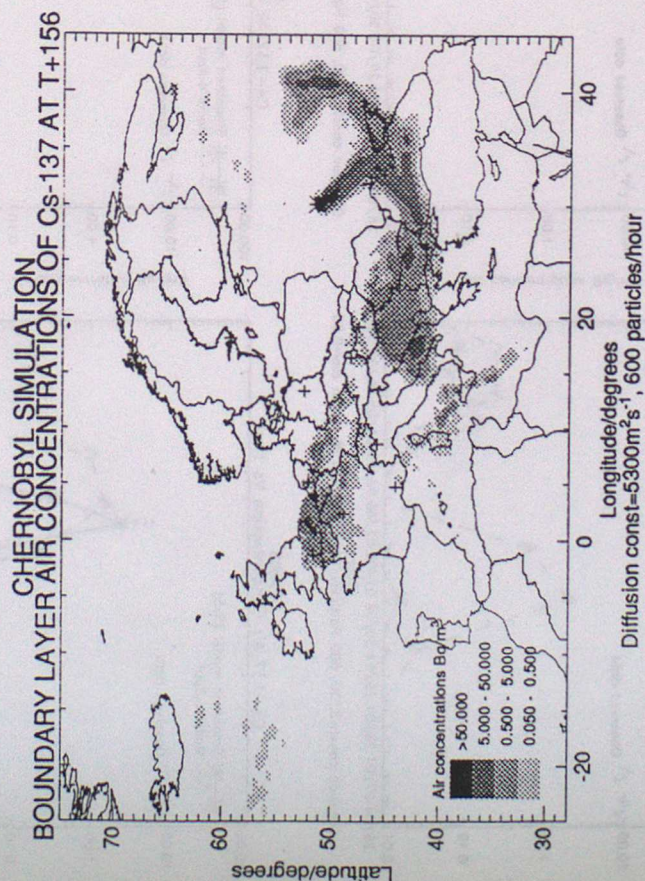 CHERNOBYL SIMULATION
BOUNDARY LAYER AIR CONCENTRATIONS OF Cs-137 AT T+156
Latitude/degrees
70
60
50
40
30
Air concentrations Bq/m³
>50.000
5.000 - 50.000
0.500 - 5.000
0.050 - 0.500
-20
0
20
40
Longitude/degrees
Diffusion const=5300m²s⁻¹, 600 particles/hour